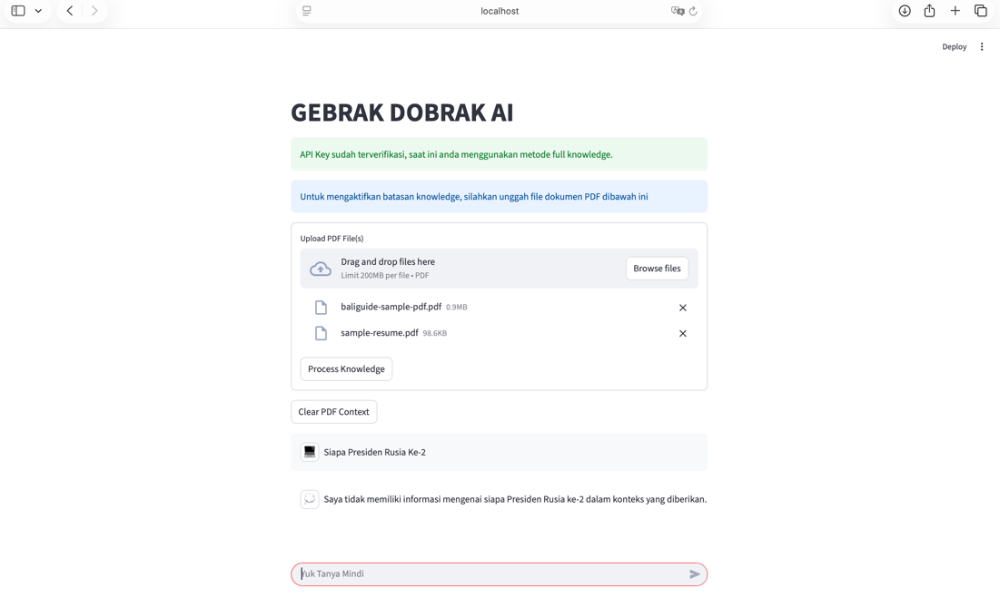 localhost
Deploy
GEBRAK DOBRAK AI
API Key sudah terverifikasi, saat ini anda menggunakan metode full knowledge.
Untuk mengaktifkan batasan knowledge, silahkan unggah file dokumen PDF dibawah ini
Upload PDF File(s)
Drag and drop files here
Limit 200MB per file • PDF
Browse files
baliguide-sample-pdf.pdf 0.9MB
sample-resume.pdf 98.6KB
Process Knowledge
Clear PDF Context
Siapa Presiden Rusia Ke-2
Saya tidak memiliki informasi mengenai siapa Presiden Rusia ke-2 dalam konteks yang diberikan.
Yuk Tanya Mindi